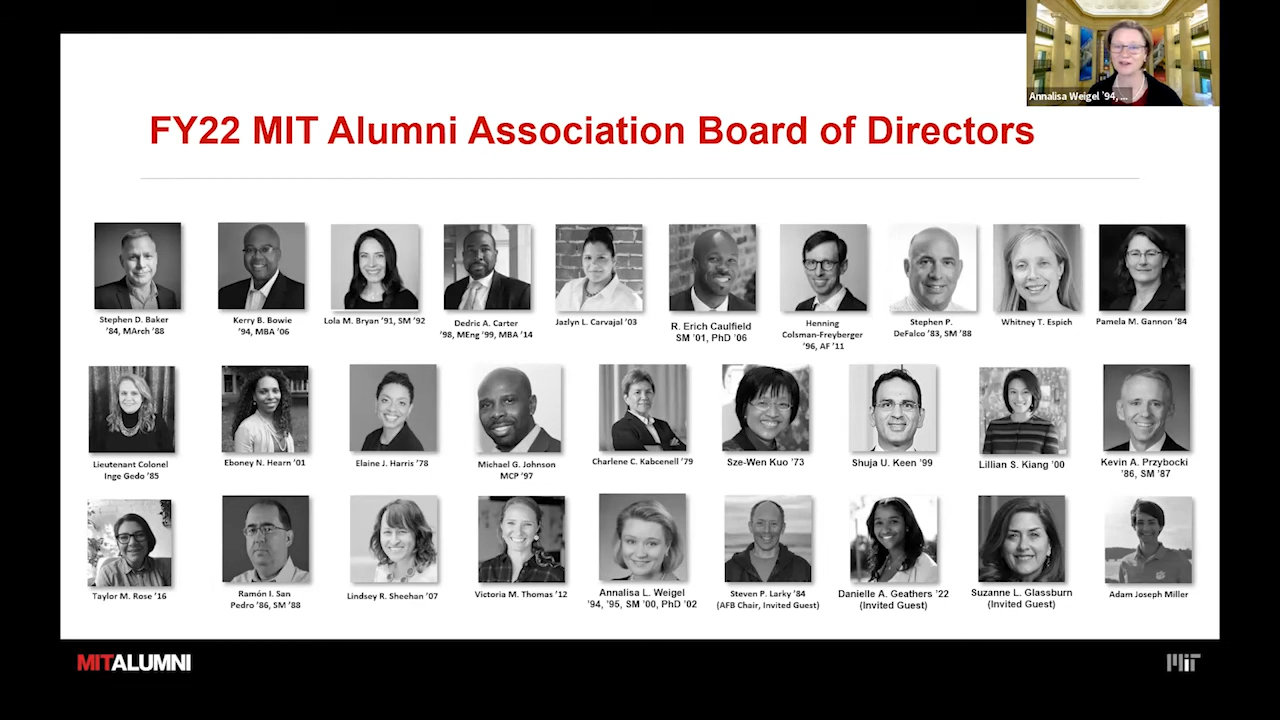 Annalisa Weigel '94, ...
FY22 MIT Alumni Association Board of Directors
Stephen D. Baker
'84, MArch '88
Kerry B. Bowie
'94, MBA '06
Lola M. Bryan '91, SM '92
Dedric A. Carter
'98, MEng '99, MBA '14
Jazlyn L. Carvajal '03
R. Erich Caulfield
SM '01, PhD '06
Henning
Colsman-Freyberger
'96, AF '11
Stephen P.
DeFalco '83, SM '88
Whitney T. Espich
Pamela M. Gannon '84
Lieutenant Colonel
Inge Gedo '85
Eboney N. Hearn '01
Elaine J. Harris '78
Michael G. Johnson
MCP '97
Charlene C. Kabcenell '79
Sze-Wen Kuo '73
Shuja U. Keen '99
Lillian S. Kiang '00
Kevin A. Przybocki
'86, SM '87
Taylor M. Rose '16
Ramón I. San
Pedro '86, SM '88
Lindsey R. Sheehan '07
Victoria M. Thomas '12
Annalisa L. Weigel
'94, '95, SM '00, PhD '02
Steven P. Larky '84
(AFB Chair, Invited Guest)
Danielle A. Geathers '22
(Invited Guest)
Suzanne L. Glassburn
(Invited Guest)
Adam Joseph Miller
MITALUMNI
MIT